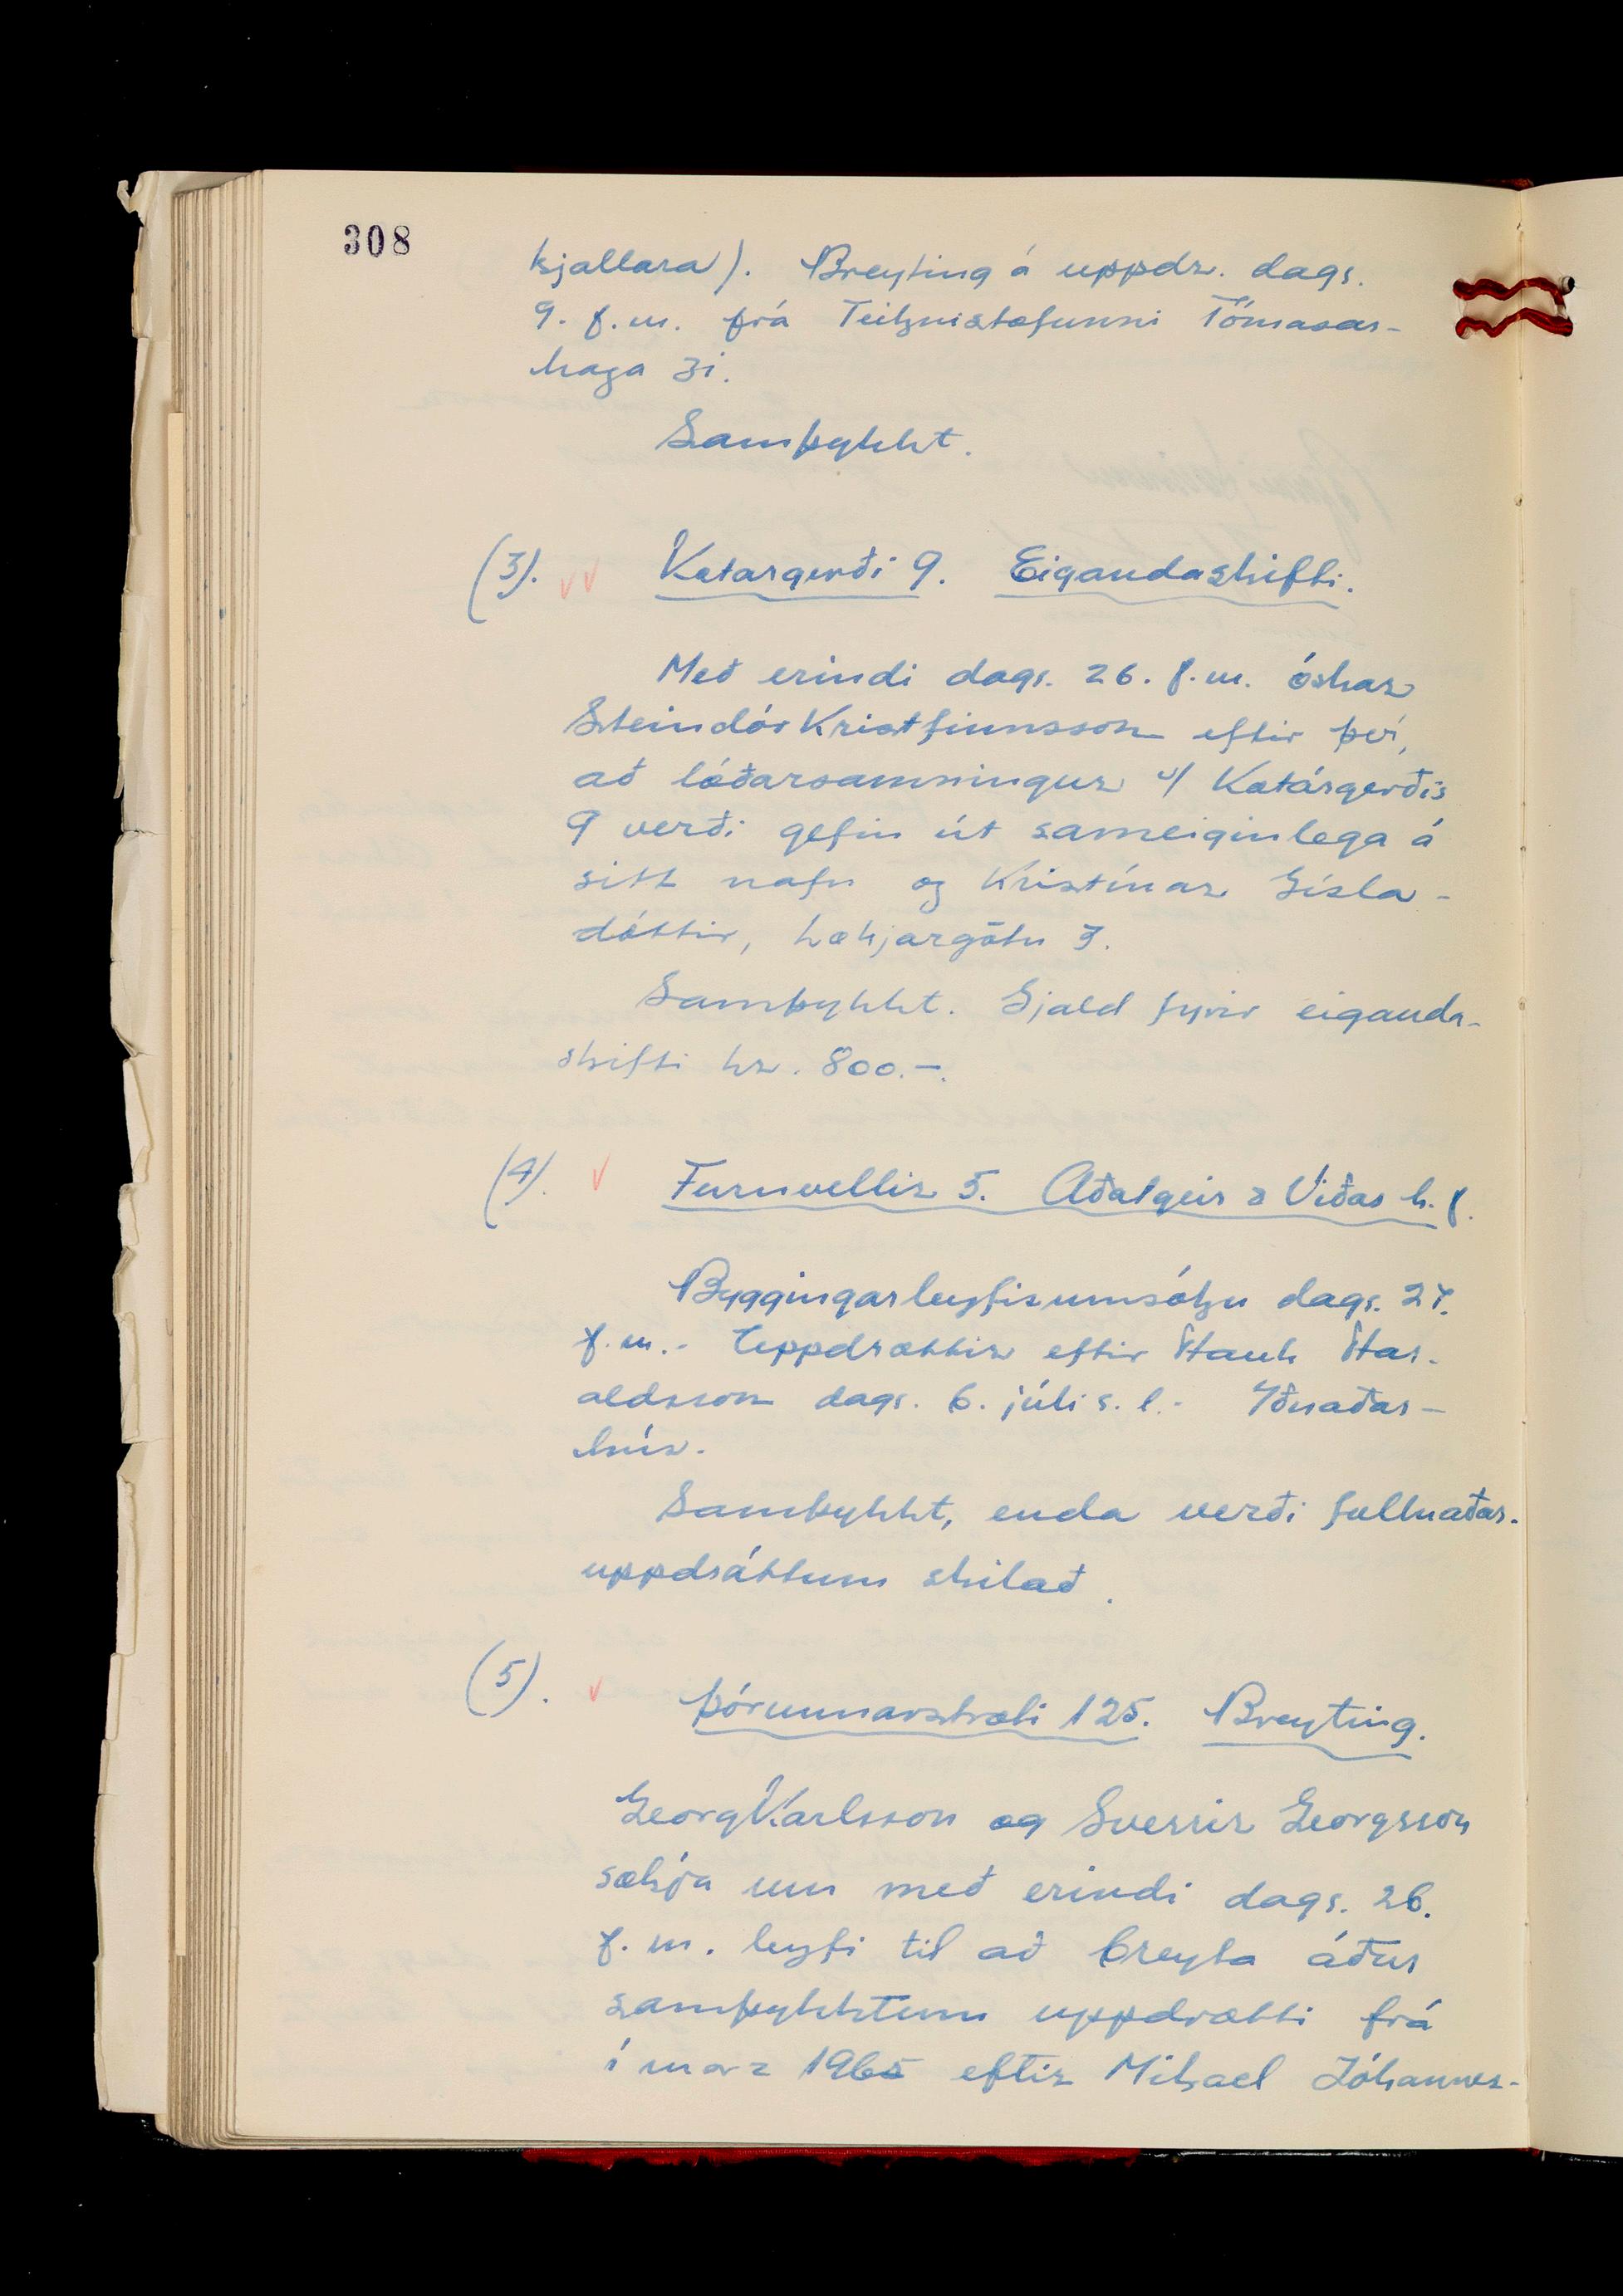 308
kjallara). Breyting á uppdr. dags.
9. f.m. frá Teiknistofunni Tómasar-
haga 31.
Samþykkt.
(3). Kotárgerði 9. Eigandaskifti.
Með erindi dags. 26. f.m. óskar
Steindór Kristfinnsson eftir því,
að lóðarsamningur v/ Kotárgerðis
9 verði gefin út sameiginlega á
sitt nafn og Kristínar Gísla-
dóttir, Lækjargötu 3.
Samþykkt. Gjald fyrir eiganda-
skifti kr. 800.-.
(4). Furuvellir 5. Aðalgeir & Viðar h.f.
Byggingarleyfisumsókn dags. 27.
f.m.- Uppdrættir eftir Hauk Har-
aldsson dags. 6. júlí s.l.- Iðnaðar-
hús.
Samþykkt, enda verði fullnaðar-
uppdráttum skilað.
(5). Þórunnarstræti 125. Breyting.
Georg Karlsson og Sverrir Georgsson
sækja um með erindi dags. 26.
f.m. leyfi til að breyta áður
samþykktum uppdrætti frá
í marz 1965 eftir Mikael Jóhannes-